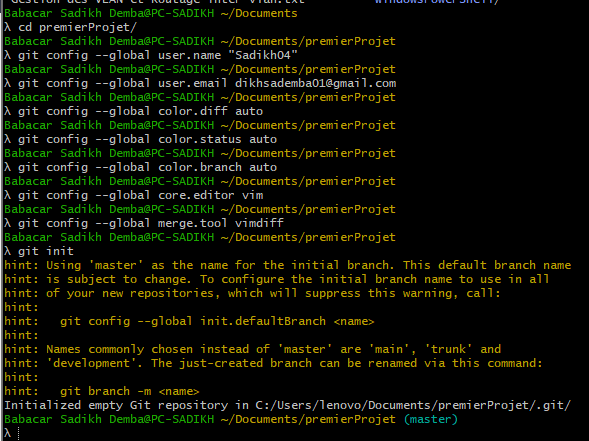 Gestion des VLAN et Routage Inter Vlan.txt WindowsPowerShell/
Babacar Sadikh Demba@PC-SADIKH ~/Documents
λ cd premierProjet/
Babacar Sadikh Demba@PC-SADIKH ~/Documents/premierProjet
λ git config --global user.name "Sadikh04"
Babacar Sadikh Demba@PC-SADIKH ~/Documents/premierProjet
λ git config --global user.email dikhsademba01@gmail.com
Babacar Sadikh Demba@PC-SADIKH ~/Documents/premierProjet
λ git config --global color.diff auto
Babacar Sadikh Demba@PC-SADIKH ~/Documents/premierProjet
λ git config --global color.status auto
Babacar Sadikh Demba@PC-SADIKH ~/Documents/premierProjet
λ git config --global color.branch auto
Babacar Sadikh Demba@PC-SADIKH ~/Documents/premierProjet
λ git config --global core.editor vim
Babacar Sadikh Demba@PC-SADIKH ~/Documents/premierProjet
λ git config --global merge.tool vimdiff
Babacar Sadikh Demba@PC-SADIKH ~/Documents/premierProjet
λ git init
hint: Using 'master' as the name for the initial branch. This default branch name
hint: is subject to change. To configure the initial branch name to use in all
hint: of your new repositories, which will suppress this warning, call:
hint:
hint:   git config --global init.defaultBranch <name>
hint:
hint: Names commonly chosen instead of 'master' are 'main', 'trunk' and
hint: 'development'. The just-created branch can be renamed via this command:
hint:
hint:   git branch -m <name>
Initialized empty Git repository in C:/Users/lenovo/Documents/premierProjet/.git/
Babacar Sadikh Demba@PC-SADIKH ~/Documents/premierProjet (master)
λ